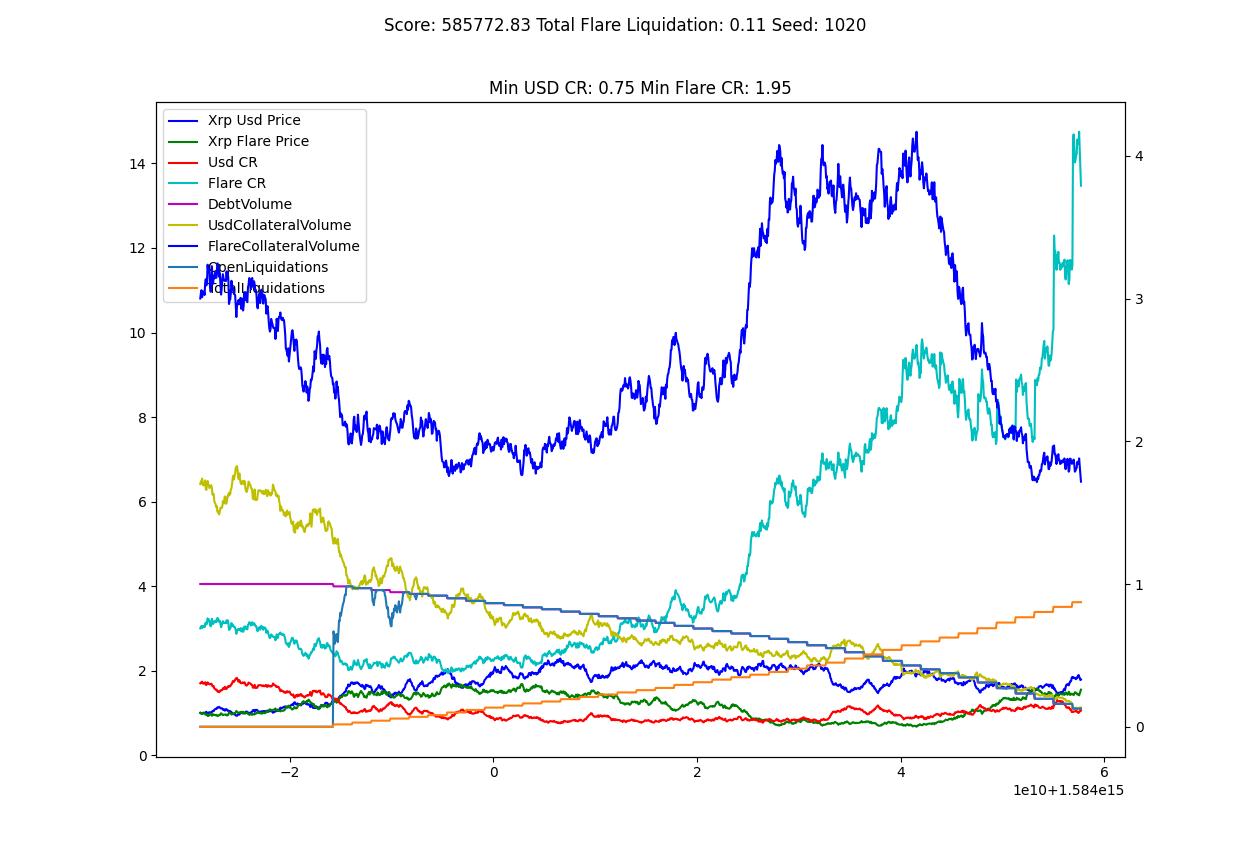 Score: 585772.83 Total Flare Liquidation: 0.11 Seed: 1020
Min USD CR: 0.75 Min Flare CR: 1.95
Xrp Usd Price
Xrp Flare Price
Usd CR
Flare CR
DebtVolume
UsdCollateralVolume
FlareCollateralVolume
OpenLiquidations
TotalLiquidations
14
12
10
8
6
4
2
0
4
3
2
1
0
−2 0 2 4 6
1e10+1.584e15